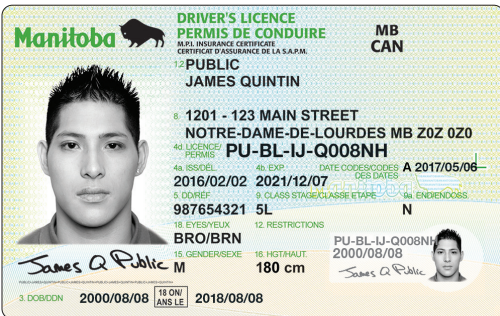 Manitoba
DRIVER'S LICENCE
PERMIS DE CONDUIRE
M.P.I. INSURANCE CERTIFICATE
CERTIFICAT D'ASSURANCE DE LA S.A.P.M.
MB
CAN
1.2 PUBLIC
JAMES QUINTIN
8. 1201 - 123 MAIN STREET
NOTRE-DAME-DE-LOURDES MB Z0Z 0Z0
4d. LICENCE/PERMIS PU-BL-IJ-Q008NH
4a. ISS/DÉL. 4b. EXP. DATE CODES/CODES DES DATES A 2017/05/06
2016/02/02 2021/12/07
5. DD/RÉF 9. CLASS STAGE/CLASSE ÉTAPE 9a. END/ENDOSS.
987654321 5L N
18. EYES/YEUX 12. RESTRICTIONS
BRO/BRN
15. GENDER/SEXE 16. HGT/HAUT.
M 180 cm
PU-BL-IJ-Q008NH
2000/08/08
James Q Public
James Q Public
3. DOB/DDN 2000/08/08 18 ON/ANS LE 2018/08/08